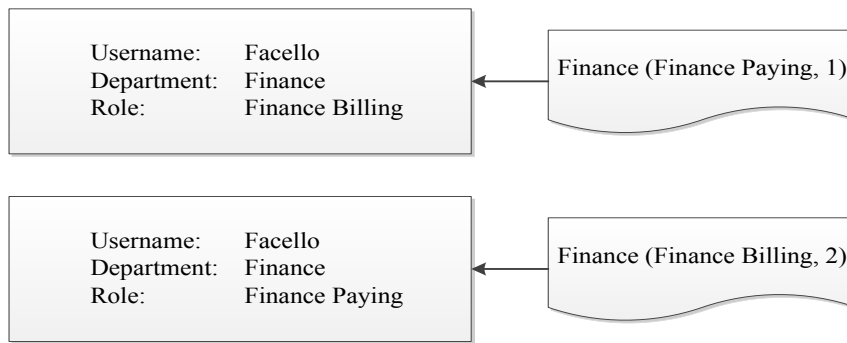 Username: Facello
Department: Finance
Role: Finance Billing
Finance (Finance Paying, 1)
Username: Facello
Department: Finance
Role: Finance Paying
Finance (Finance Billing, 2)